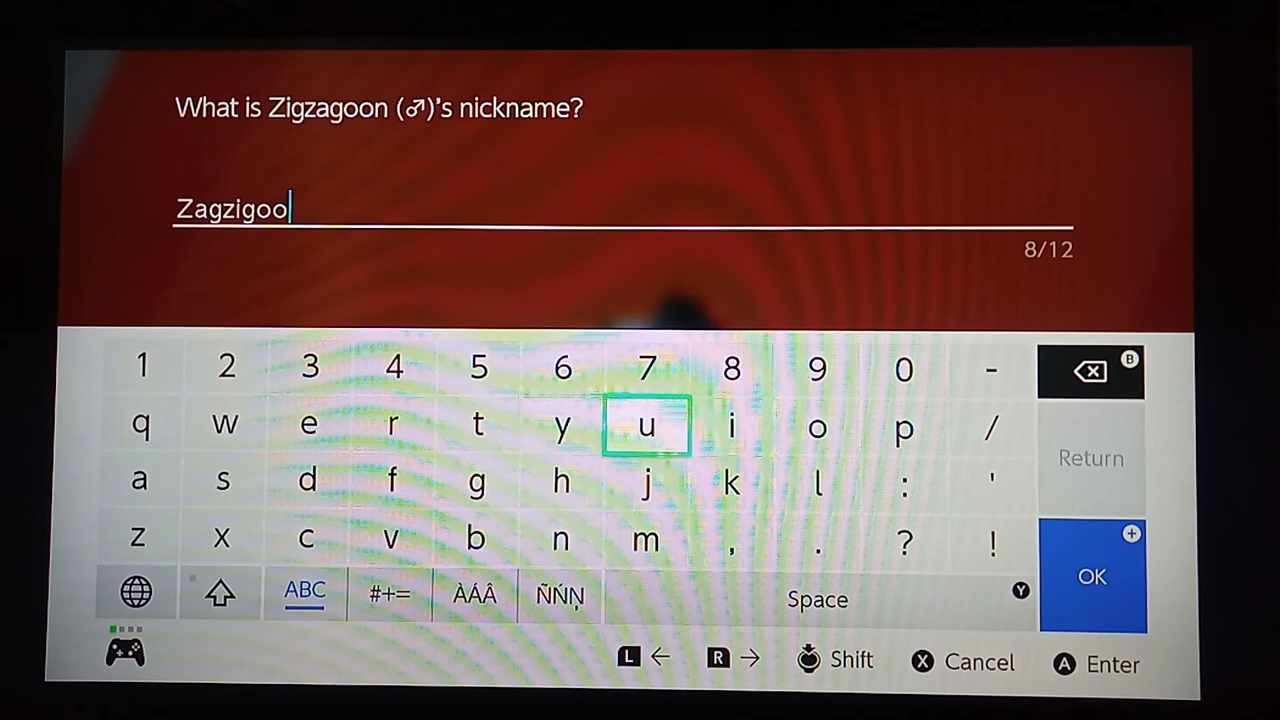 What is Zigzagoon (♂)'s nickname?
Zagzigoo
8/12
1 2 3 4 5 6 7 8 9 0 -
B
q w e r t y u i o p /
Return
a s d f g h j k l : '
z x c v b n m , . ? !
+
OK
ABC #+= ÀÁÂ ÑŃŅ Space Y
L ← R → Shift X Cancel A Enter